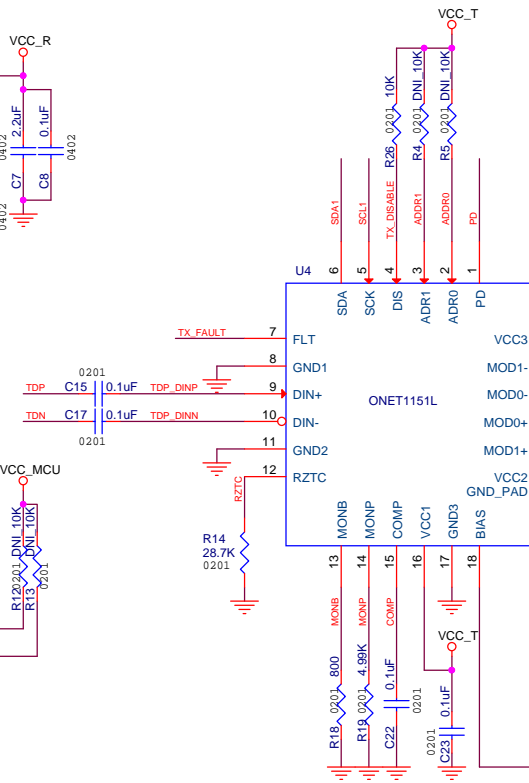 VCC_T
VCC_R
2.2uF
0.1uF
0402
0402
C7
C8
0402
10K
DNI_10K
DNI_10K
0201
0201
0201
R26
R4
R5
SDA1
SCL1
TX_DISABLE
ADDR1
ADDR0
PD
U4
6
5
4
3
2
1
SDA
SCK
DIS
ADR1
ADR0
PD
TX_FAULT
7
FLT
VCC3
8
GND1
MOD1-
0201
TDP
C15
0.1uF
TDP_DINP
9
DIN+
MOD0-
ONET1151L
TDN
C17
0.1uF
TDP_DINN
10
DIN-
MOD0+
0201
11
GND2
MOD1+
VCC_MCU
12
RZTC
VCC2
GND_PAD
RZTC
MONB
MONP
COMP
VCC1
GND3
BIAS
DNI_10K
DNI_10K
0201
0201
R12
R13
R14
28.7K
0201
13
14
15
16
17
18
MONB
MONP
COMP
VCC_T
800
4.99K
0.1uF
0.1uF
0201
0201
0201
0201
R18
R19
C22
C23